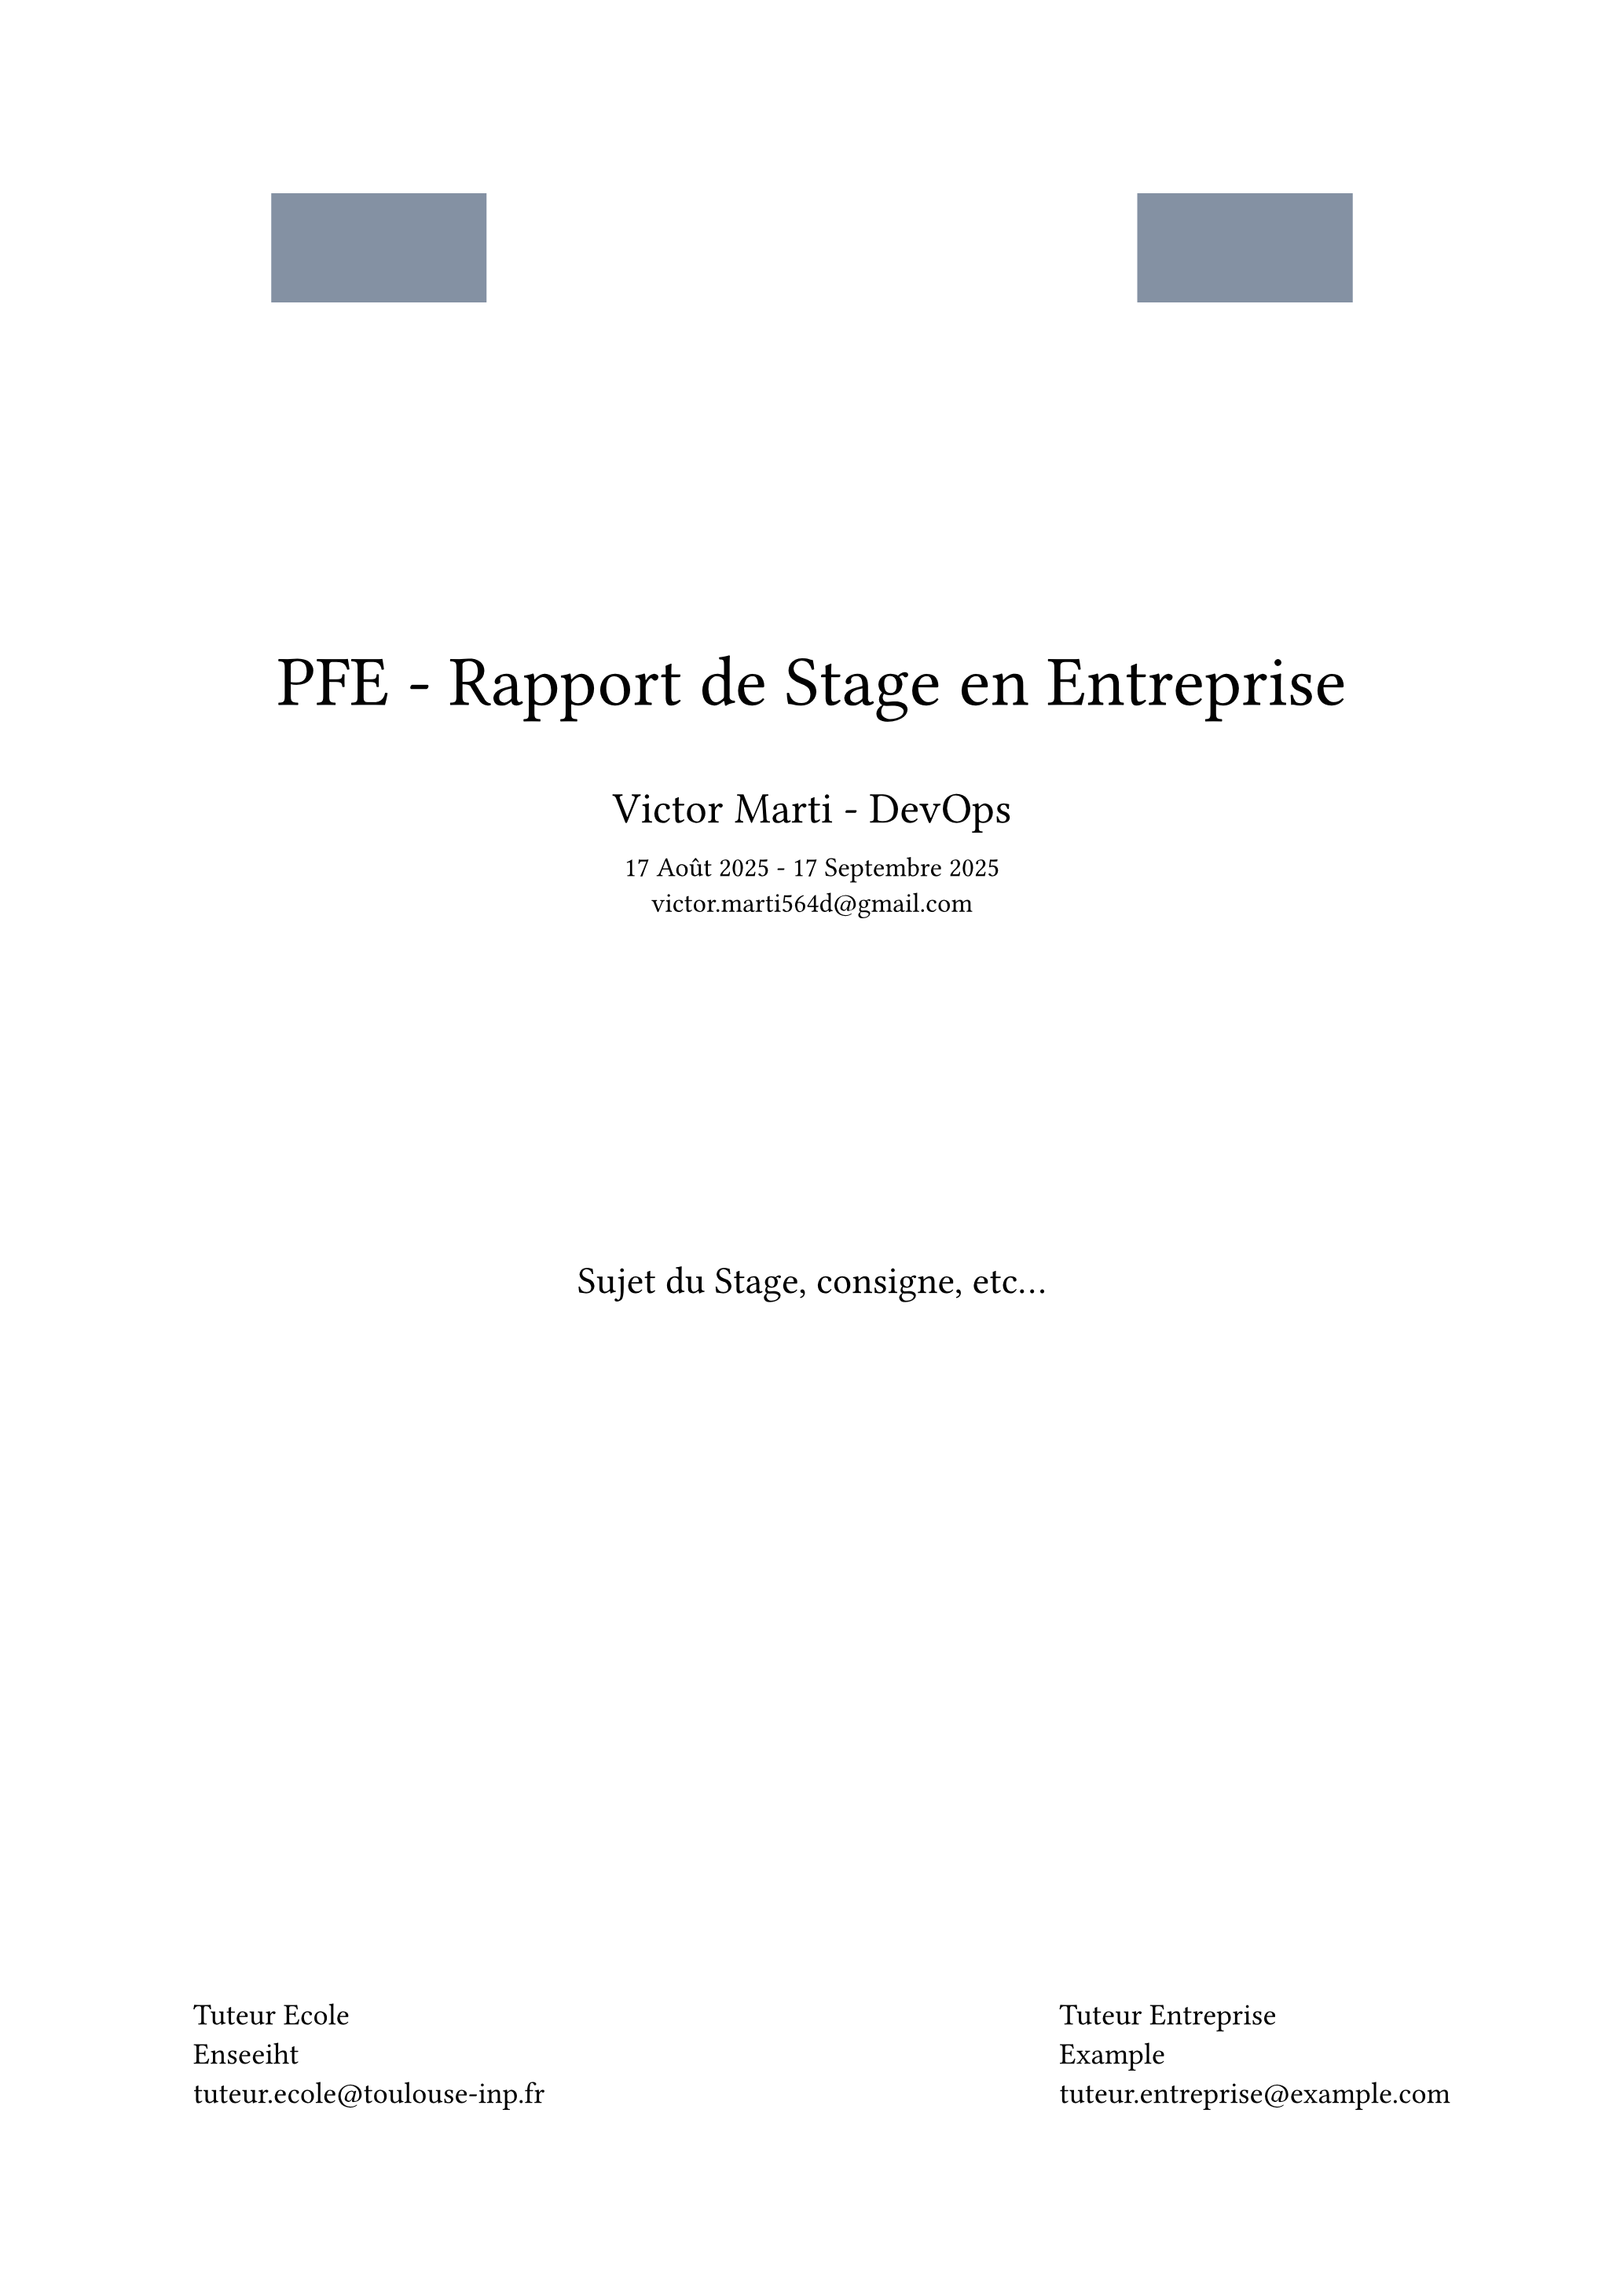 PFE - Rapport de Stage en Entreprise
Victor Marti - DevOps
17 Août 2025 - 17 Septembre 2025
victor.marti564d@gmail.com
Sujet du Stage, consigne, etc…
Tuteur Ecole
Enseeiht
tuteur.ecole@toulouse-inp.fr
Tuteur Entreprise
Example
tuteur.entreprise@example.com